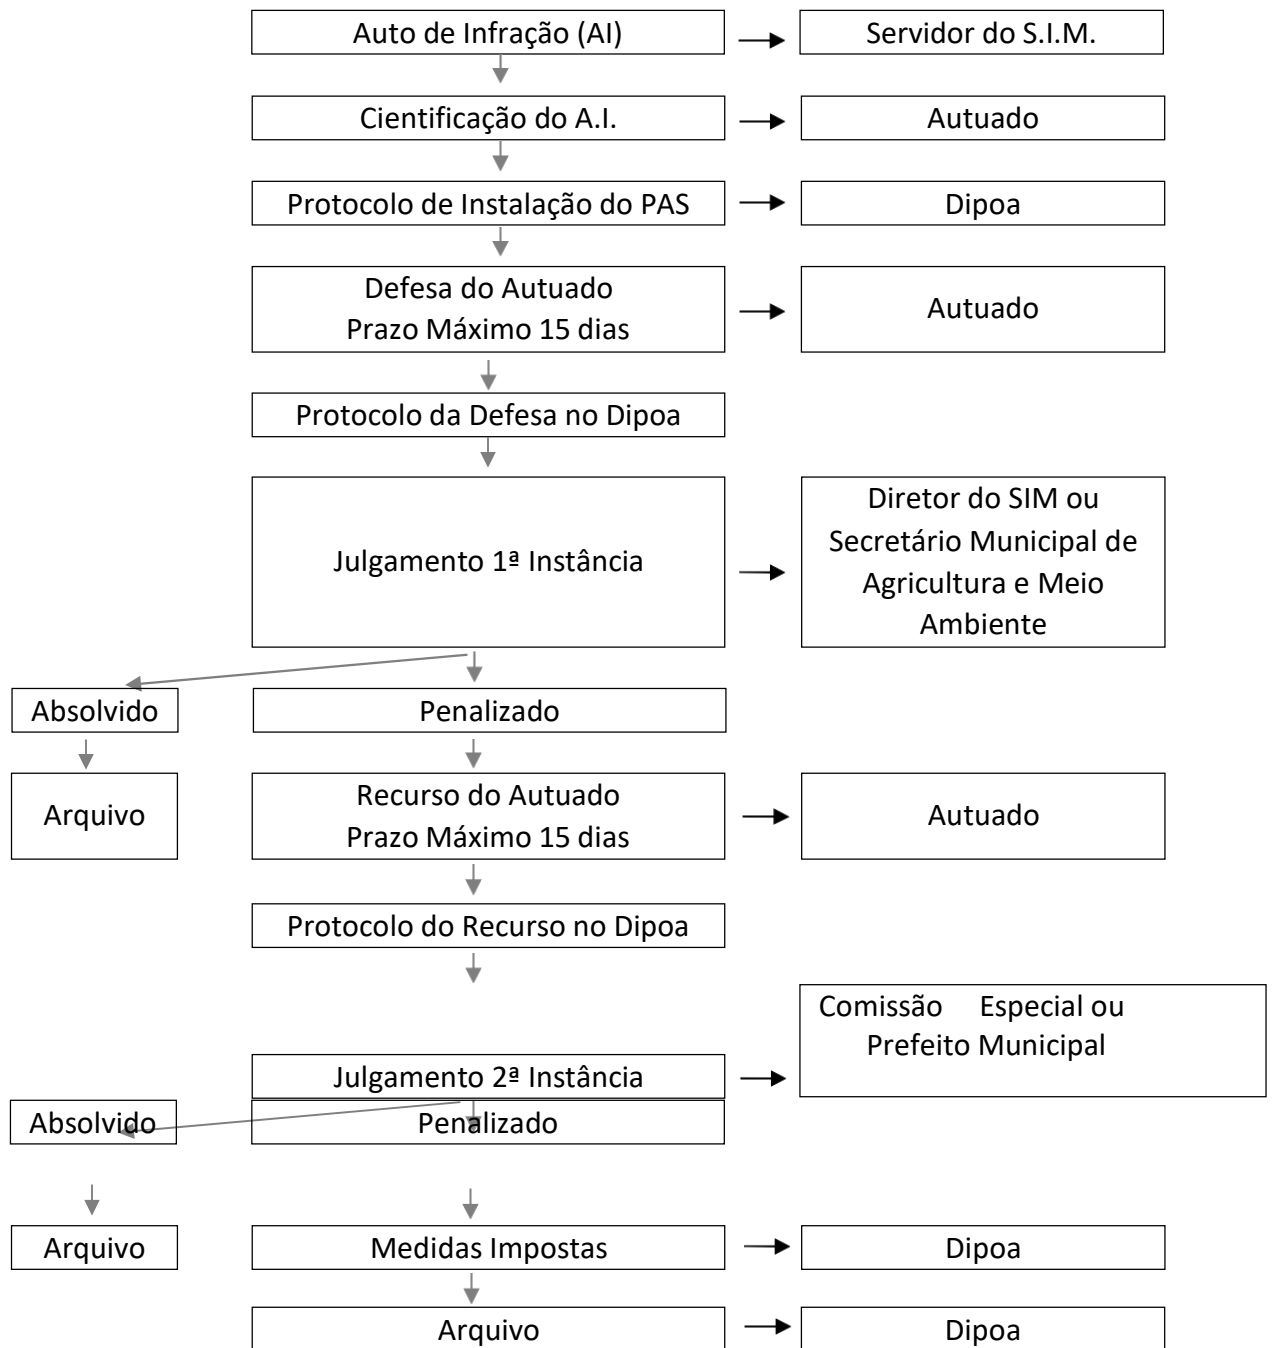 Auto de Infração (AI)
Servidor do S.I.M.
Cientificação do A.I.
Autuado
Protocolo de Instalação do PAS
Dipoa
Defesa do Autuado
Prazo Máximo 15 dias
Autuado
Protocolo da Defesa no Dipoa
Julgamento 1ª Instância
Diretor do SIM ou
Secretário Municipal de
Agricultura e Meio
Ambiente
Absolvido
Penalizado
Arquivo
Recurso do Autuado
Prazo Máximo 15 dias
Autuado
Protocolo do Recurso no Dipoa
Comissão Especial ou
Prefeito Municipal
Julgamento 2ª Instância
Absolvido
Penalizado
Arquivo
Medidas Impostas
Dipoa
Arquivo
Dipoa